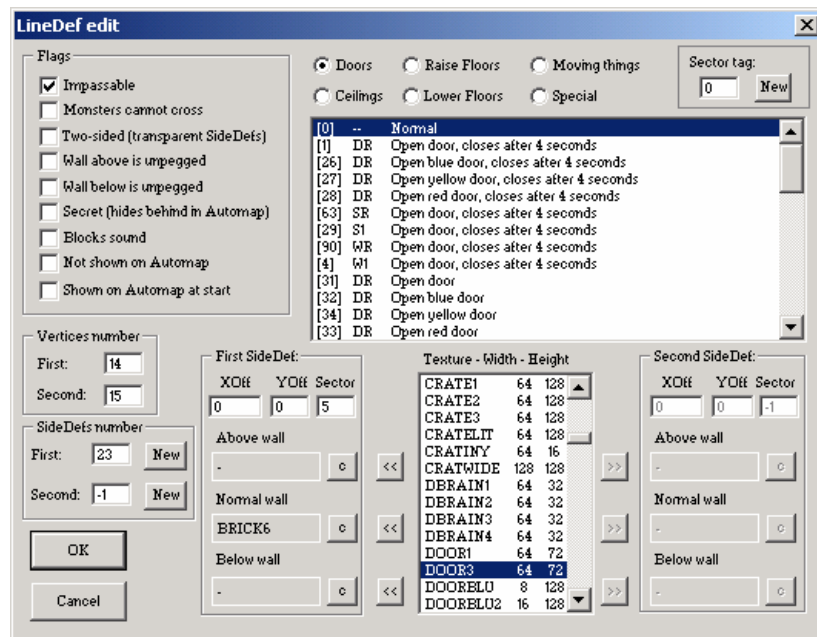 LineDef edit
Flags
Impassable
Monsters cannot cross
Two-sided (transparent SideDefs)
Wall above is unpegged
Wall below is unpegged
Secret (hides behind in Automap)
Blocks sound
Not shown on Automap
Shown on Automap at start
Doors Raise Floors Moving things
Ceilings Lower Floors Special
Sector tag:
0 New
[0] -- Normal
[1] DR Open door, closes after 4 seconds
[26] DR Open blue door, closes after 4 seconds
[27] DR Open yellow door, closes after 4 seconds
[28] DR Open red door, closes after 4 seconds
[63] SR Open door, closes after 4 seconds
[29] S1 Open door, closes after 4 seconds
[90] WR Open door, closes after 4 seconds
[4] W1 Open door, closes after 4 seconds
[31] DR Open door
[32] DR Open blue door
[34] DR Open yellow door
[33] DR Open red door
Vertices number
First: 14
Second: 15
SideDefs number
First: 23 New
Second: -1 New
OK
Cancel
First SideDef:
XOff YOff Sector
0 0 5
Above wall
- c <<
Normal wall
BRICK6 c <<
Below wall
- c <<
Texture - Width - Height
CRATE1 64 128
CRATE2 64 128
CRATE3 64 128
CRATELIT 64 128
CRATINY 64 16
CRATWIDE 128 128
DBRAIN1 64 32
DBRAIN2 64 32
DBRAIN3 64 32
DBRAIN4 64 32
DOOR1 64 72
DOOR3 64 72
DOORBLU 8 128
DOORBLU2 16 128
Second SideDef:
XOff YOff Sector
0 0 -1
Above wall
>> - c
Normal wall
>> - c
Below wall
>> - c